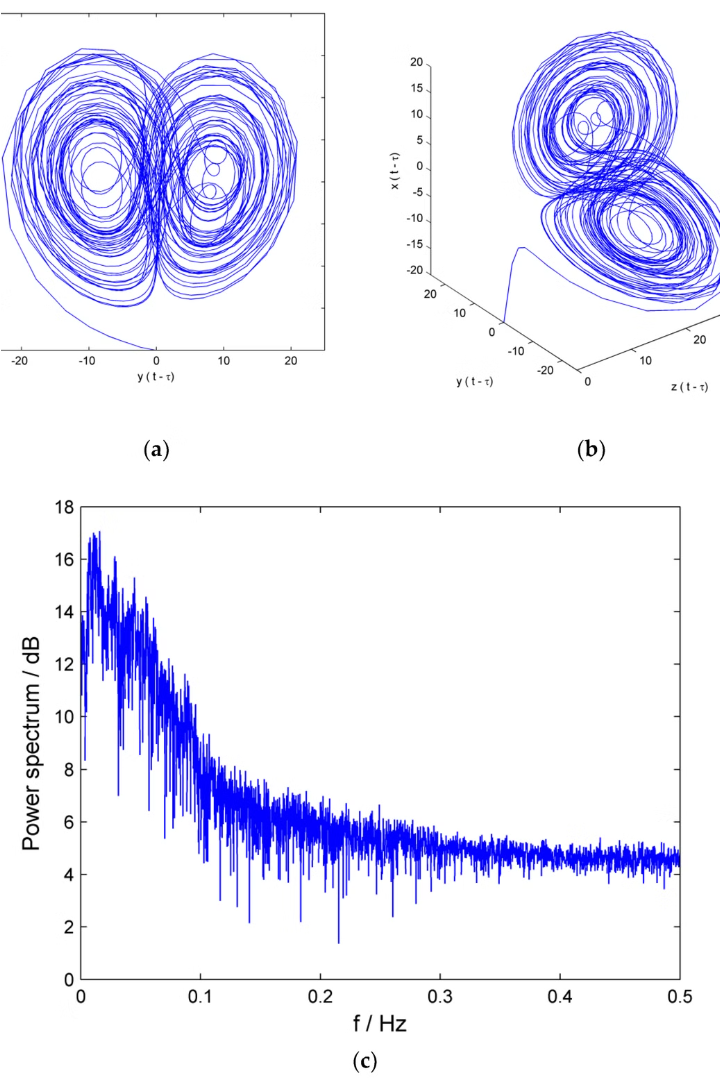 -20 -10 0 10 20
y ( t - τ)
(a)
20
15
10
5
0
-5
-10
-15
-20
x ( t - τ)
20
10
0
-10
-20
y ( t - τ)
0
10
20
z ( t - τ)
(b)
18
16
14
12
10
8
6
4
2
0
Power spectrum / dB
0 0.1 0.2 0.3 0.4 0.5
f / Hz
(c)